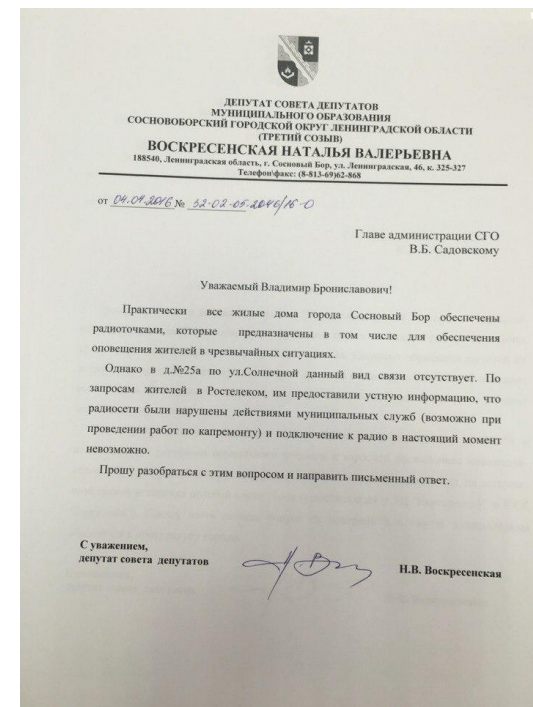 ДЕПУТАТ СОВЕТА ДЕПУТАТОВ
МУНИЦИПАЛЬНОГО ОБРАЗОВАНИЯ
СОСНОВОБОРСКИЙ ГОРОДСКОЙ ОКРУГ ЛЕНИНГРАДСКОЙ ОБЛАСТИ
(ТРЕТИЙ СОЗЫВ)
ВОСКРЕСЕНСКАЯ НАТАЛЬЯ ВАЛЕРЬЕВНА
188540, Ленинградская область, г. Сосновый Бор, ул. Ленинградская, 46, к. 325-327
Телефон\факс: (8-813-69)62-868
от 04.04.2016 № 52-02-05-2046/16-0
Главе администрации СГО
В.Б. Садовскому
Уважаемый Владимир Брониславович!
Практически все жилые дома города Сосновый Бор обеспечены
радиоточками, которые предназначены в том числе для обеспечения
оповещения жителей в чрезвычайных ситуациях.
Однако в д.№25а по ул.Солнечной данный вид связи отсутствует. По
запросам жителей в Ростелеком, им предоставили устную информацию, что
радиосети были нарушены действиями муниципальных служб (возможно при
проведении работ по капремонту) и подключение к радио в настоящий момент
невозможно.
Прошу разобраться с этим вопросом и направить письменный ответ.
С уважением,
депутат совета депутатов
Н.В. Воскресенская